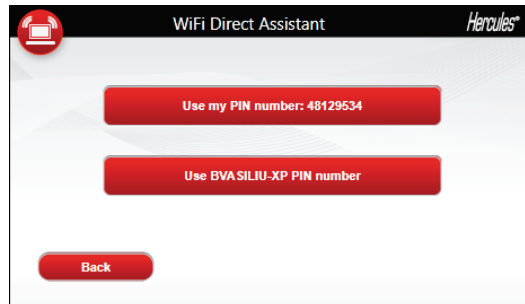 WiFi Direct Assistant
Hercules®
Use my PIN number: 48129534
Use BVASILIU-XP PIN number
Back